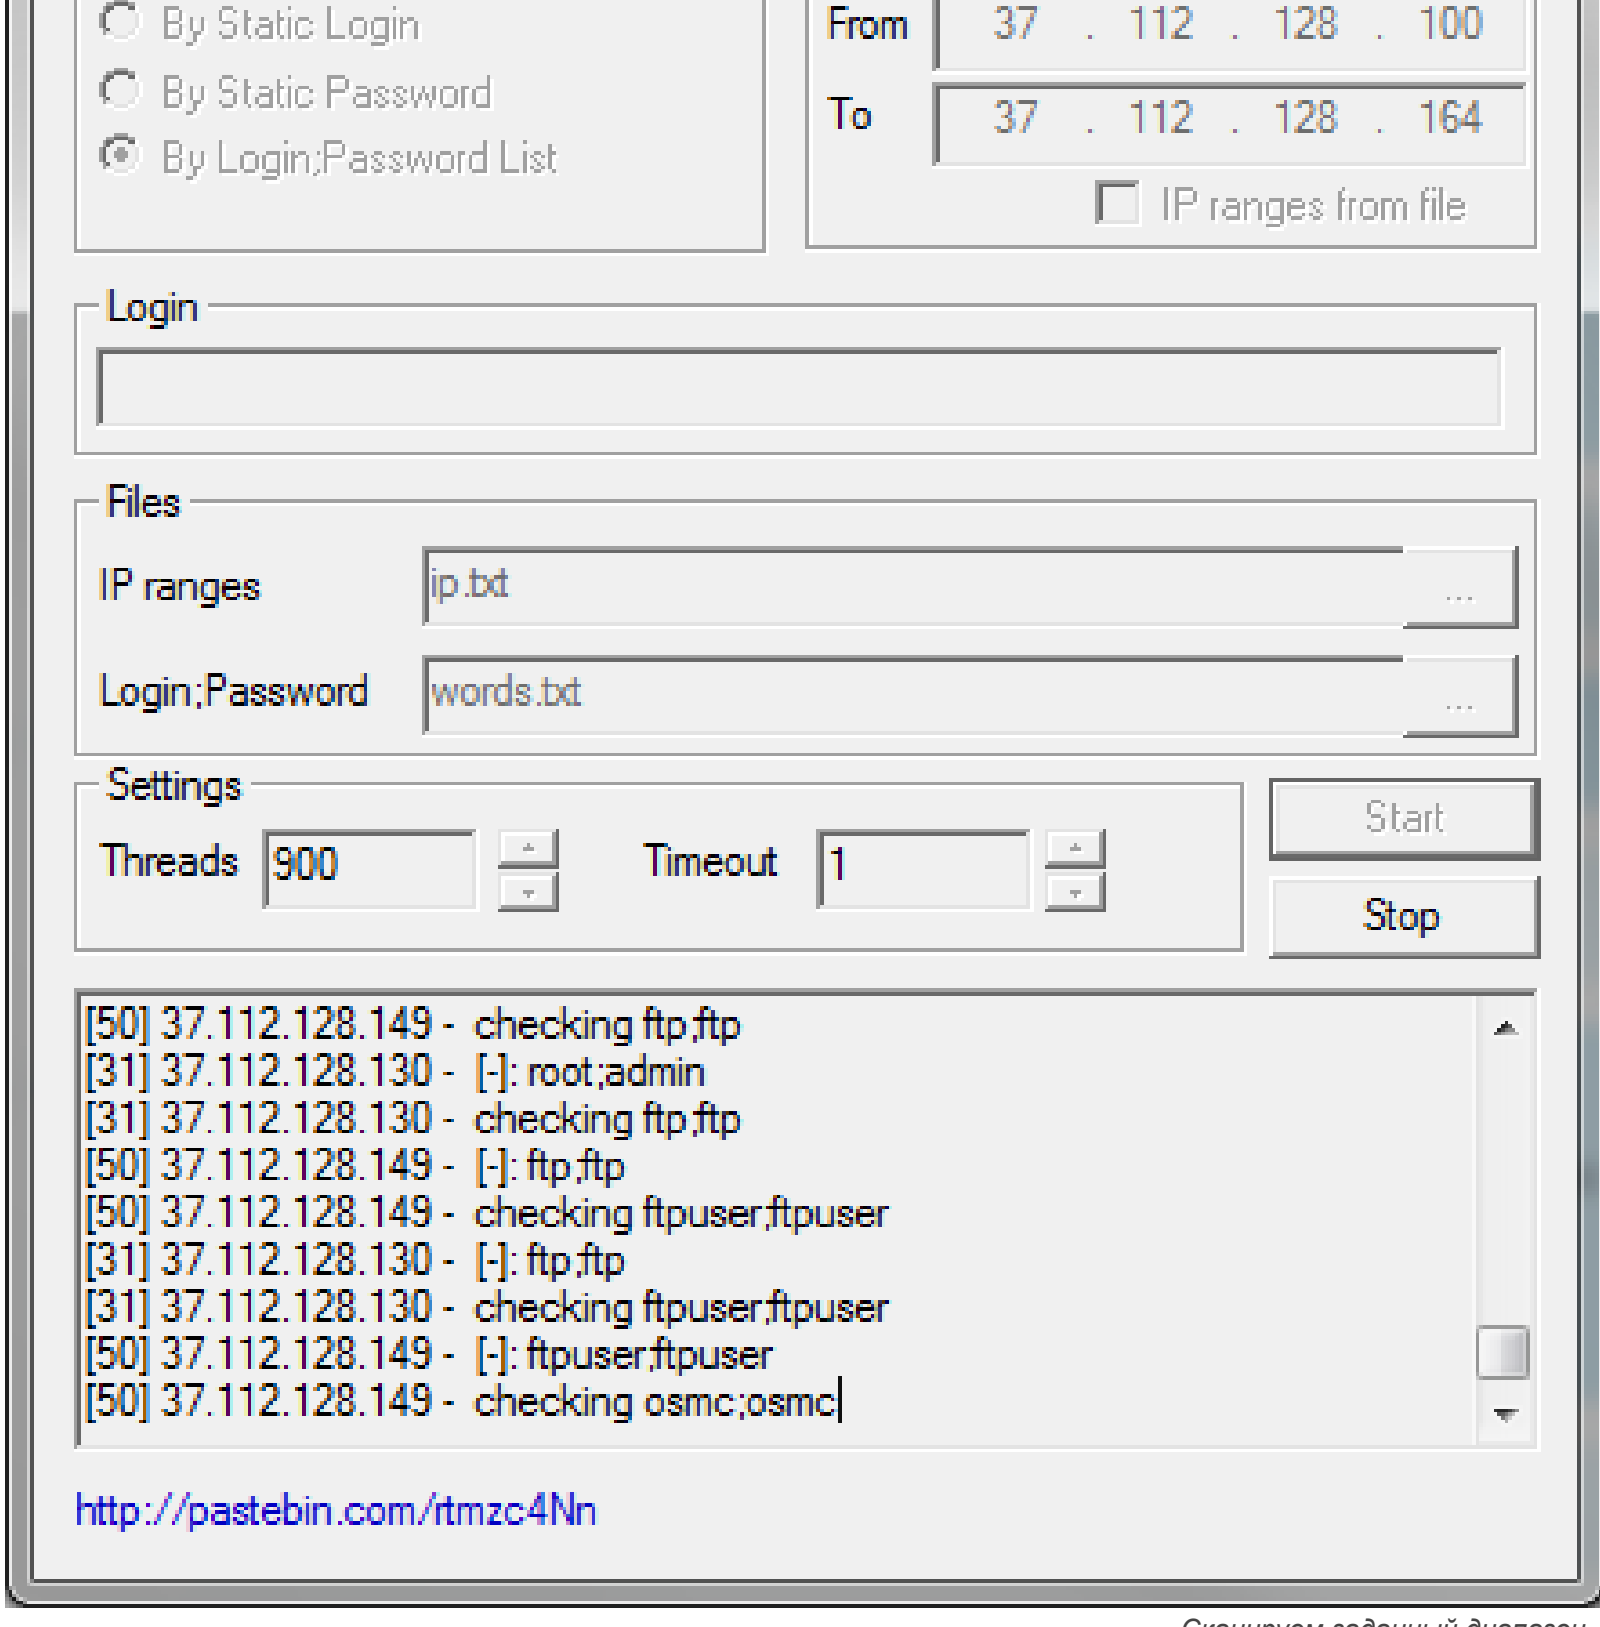 By Static Login
By Static Password
By Login;Password List
From 37 . 112 . 128 . 100
To 37 . 112 . 128 . 164
IP ranges from file
Login
Files
IP ranges ip.txt ...
Login;Password words.txt ...
Settings
Threads 900 Timeout 1
Start
Stop
[50] 37.112.128.149 - checking ftp;ftp
[31] 37.112.128.130 - [-]: root;admin
[31] 37.112.128.130 - checking ftp;ftp
[50] 37.112.128.149 - [-]: ftp;ftp
[50] 37.112.128.149 - checking ftpuser;ftpuser
[31] 37.112.128.130 - [-]: ftp;ftp
[31] 37.112.128.130 - checking ftpuser;ftpuser
[50] 37.112.128.149 - [-]: ftpuser;ftpuser
[50] 37.112.128.149 - checking osmc;osmc
http://pastebin.com/rtmzc4Nn
Сканируем заданный диапазон